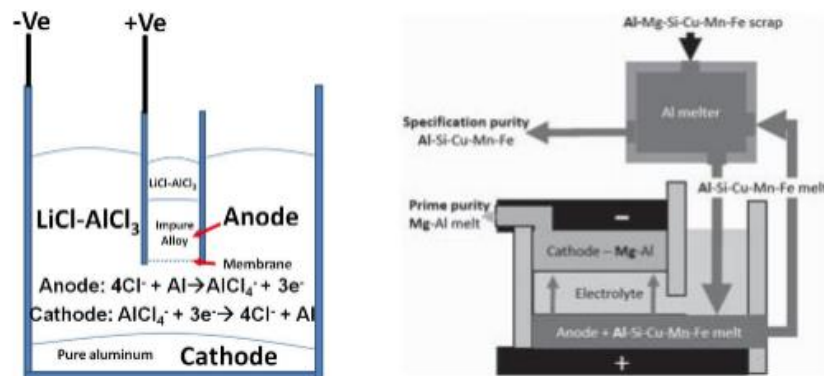 -Ve
+Ve
LiCl-AlCl₃
LiCl-AlCl₃
Impure
Alloy
Anode
Membrane
Anode: 4Cl⁻ + Al→AlCl₄⁻ + 3e⁻
Cathode: AlCl₄⁻ + 3e⁻→ 4Cl⁻ + Al
Pure aluminum
Cathode
Al-Mg-Si-Cu-Mn-Fe scrap
Al melter
Specification purity
Al-Si-Cu-Mn-Fe
Al-Si-Cu-Mn-Fe melt
Prime purity
Mg-Al melt
-
Cathode – Mg-Al
Electrolyte
Anode + Al-Si-Cu-Mn-Fe melt
+